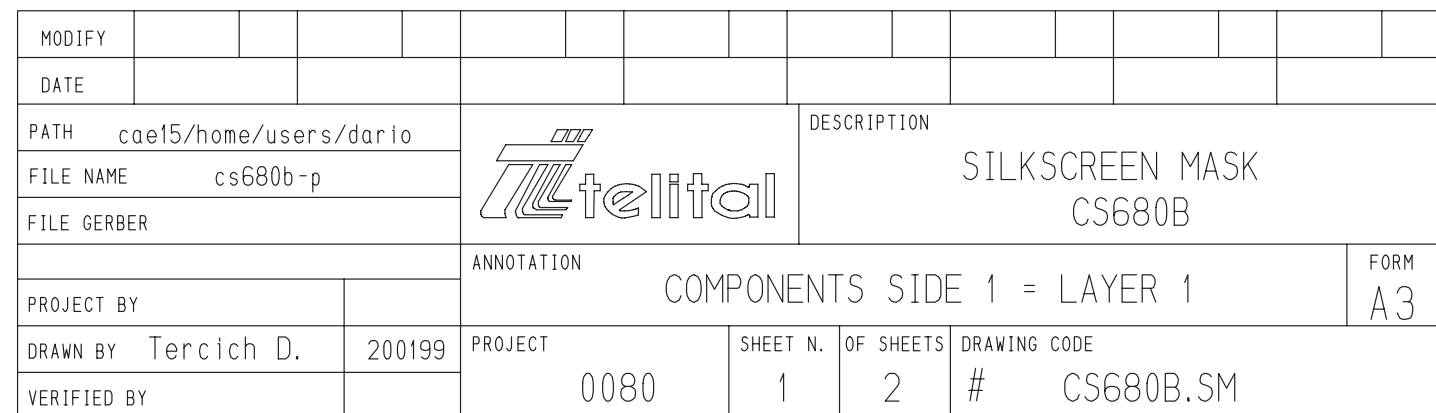 MODIFY
DATE
PATH cae15/home/users/dario
FILE NAME cs680b-p
FILE GERBER
PROJECT BY
DRAWN BY Tercich D. 200199
VERIFIED BY
telital
DESCRIPTION
SILKSCREEN MASK
CS680B
ANNOTATION
COMPONENTS SIDE 1 = LAYER 1
FORM
A3
PROJECT
0080
SHEET N.
1
OF SHEETS
2
DRAWING CODE
# CS680B.SM